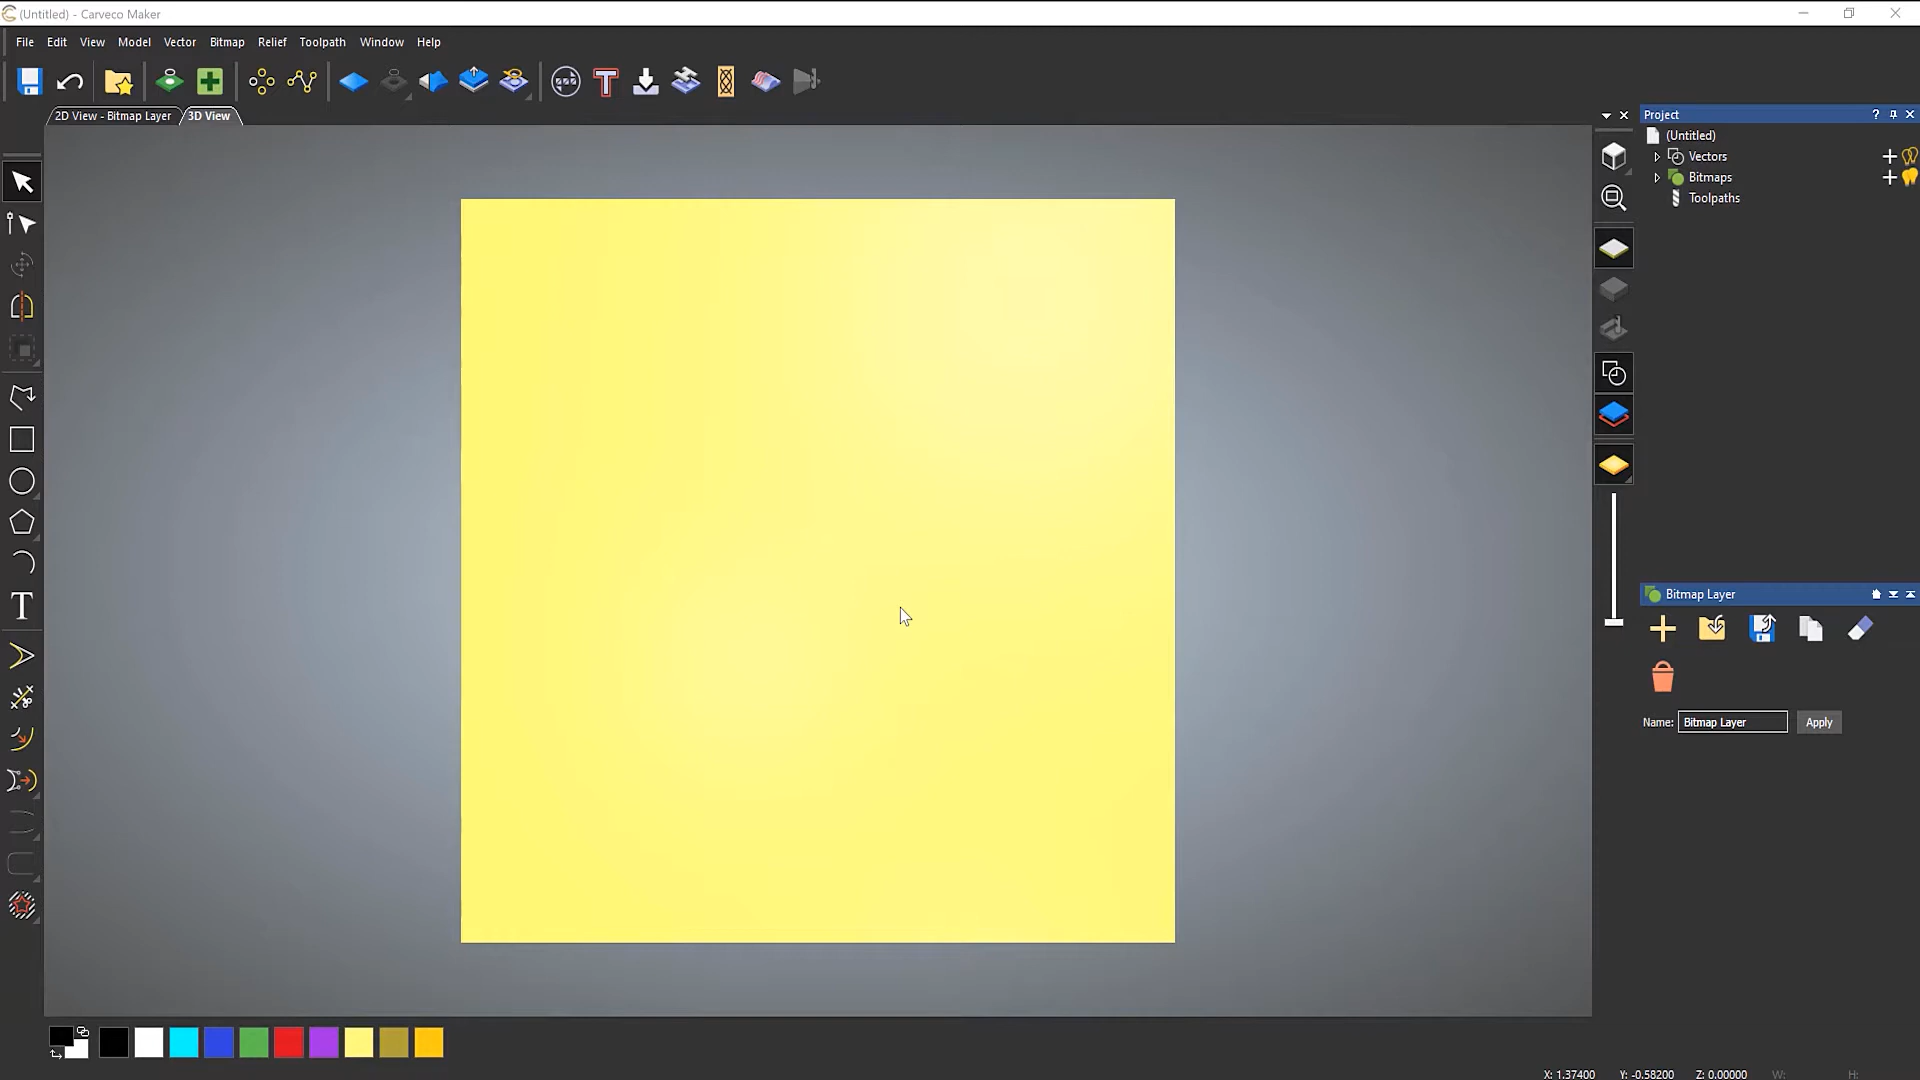 (Untitled) - Carveco Maker
File Edit View Model Vector Bitmap Relief Toolpath Window Help
2D View - Bitmap Layer 3D View
Project
(Untitled)
Vectors
Bitmaps
Toolpaths
Bitmap Layer
Name: Bitmap Layer Apply
X: 1.37400 Y: -0.58200 Z: 0.00000 W: H: